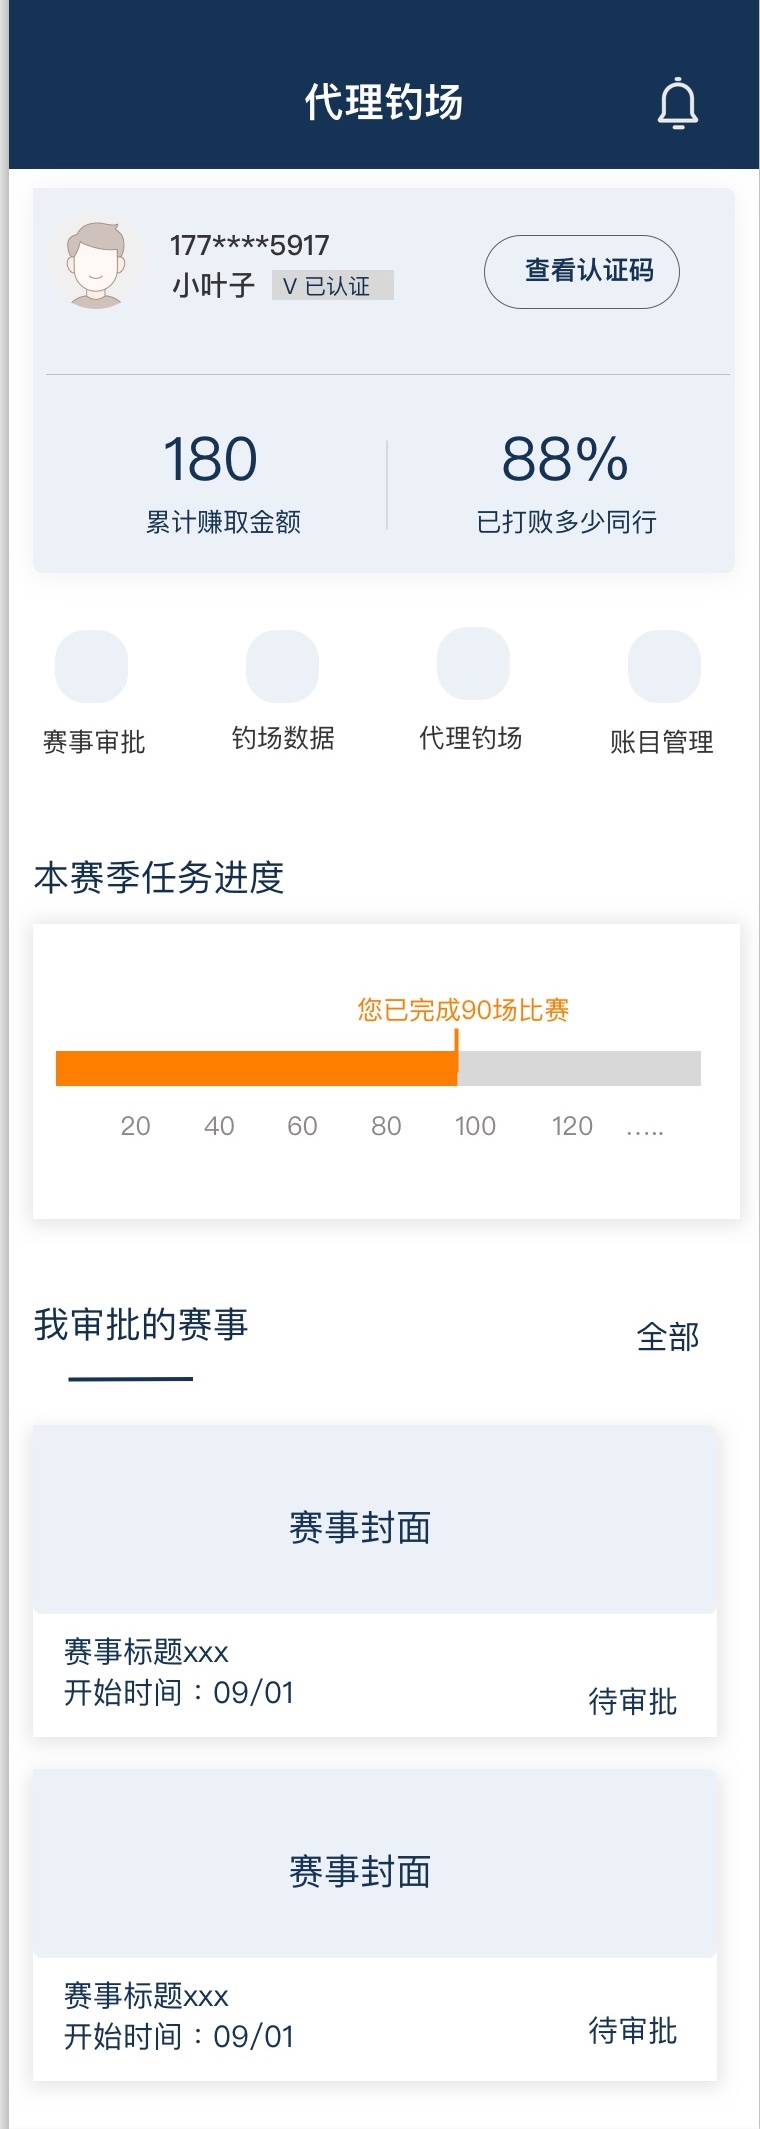 代理钓场
177****5917
小叶子 V 已认证
查看认证码
180
88%
累计赚取金额
已打败多少同行
赛事审批
钓场数据
代理钓场
账目管理
本赛季任务进度
您已完成90场比赛
20 40 60 80 100 120 .....
我审批的赛事
全部
赛事封面
赛事标题xxx
开始时间：09/01
待审批
赛事封面
赛事标题xxx
开始时间：09/01
待审批